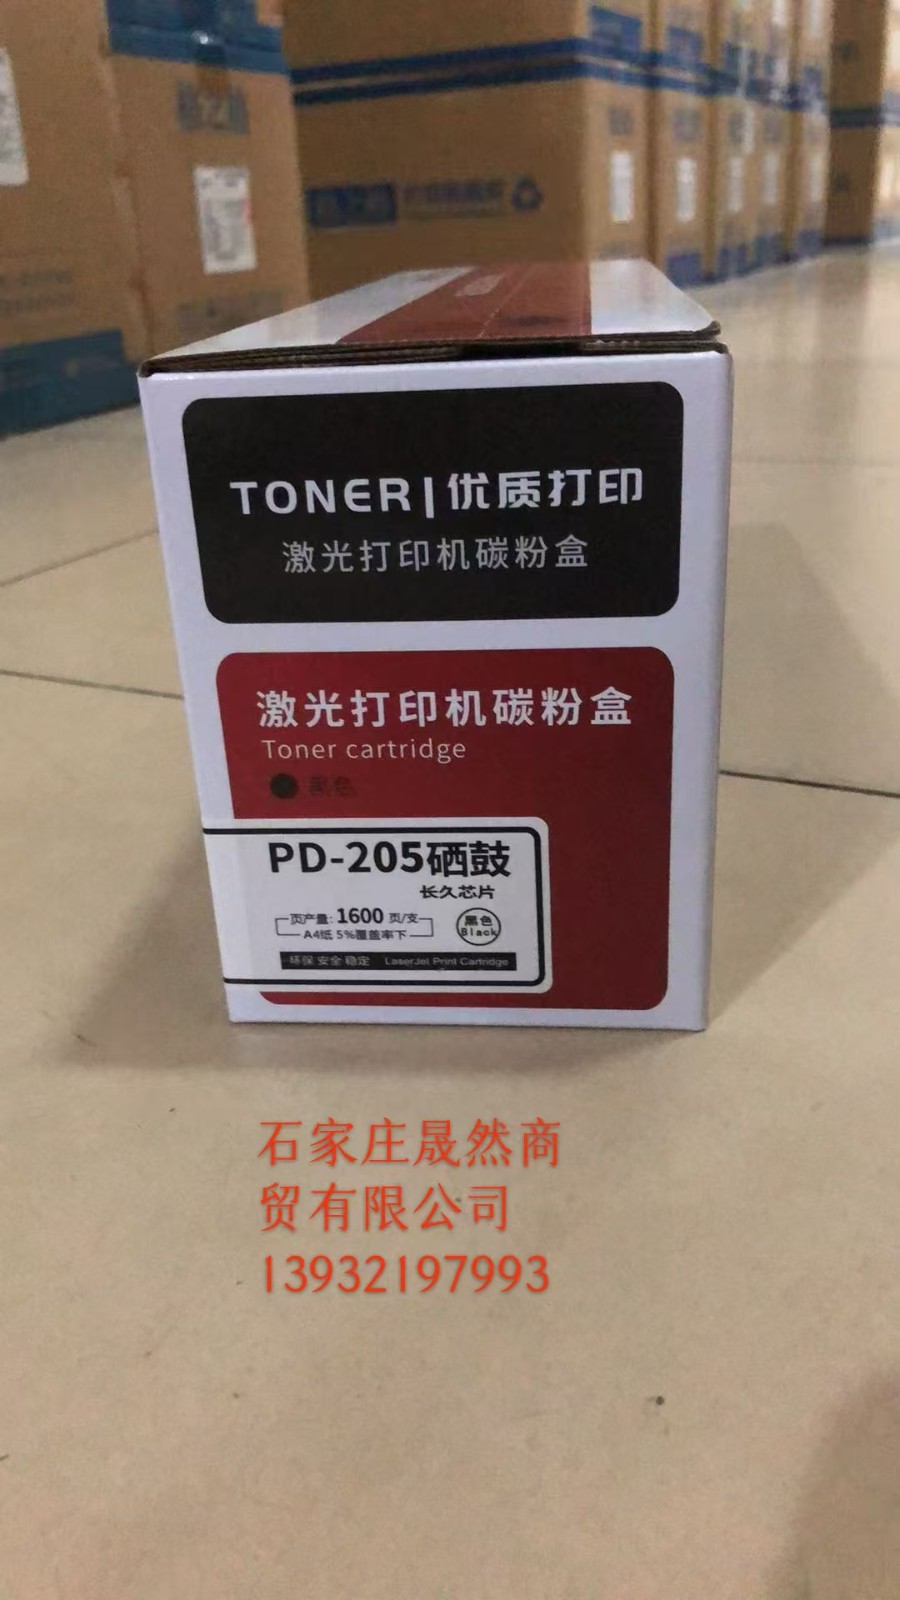 TONER|优质打印
激光打印机碳粉盒
激光打印机碳粉盒
Toner cartridge
黑色
PD-205硒鼓
长久芯片
页产量: 1600 页/支
A4纸 5%覆盖率下
黑色
Black
环保 安全 稳定 LaserJet Print Cartridge
石家庄晟然商
贸有限公司
13932197993